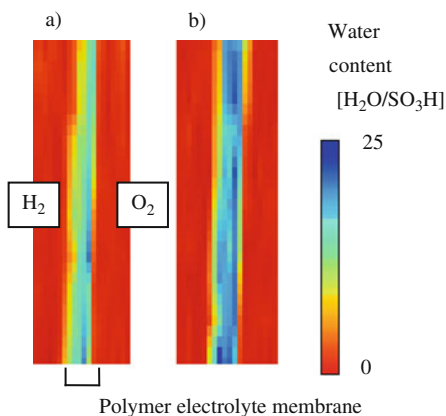 a)
b)
Water
content
[H₂O/SO₃H]
25
H₂
O₂
0
Polymer electrolyte membrane